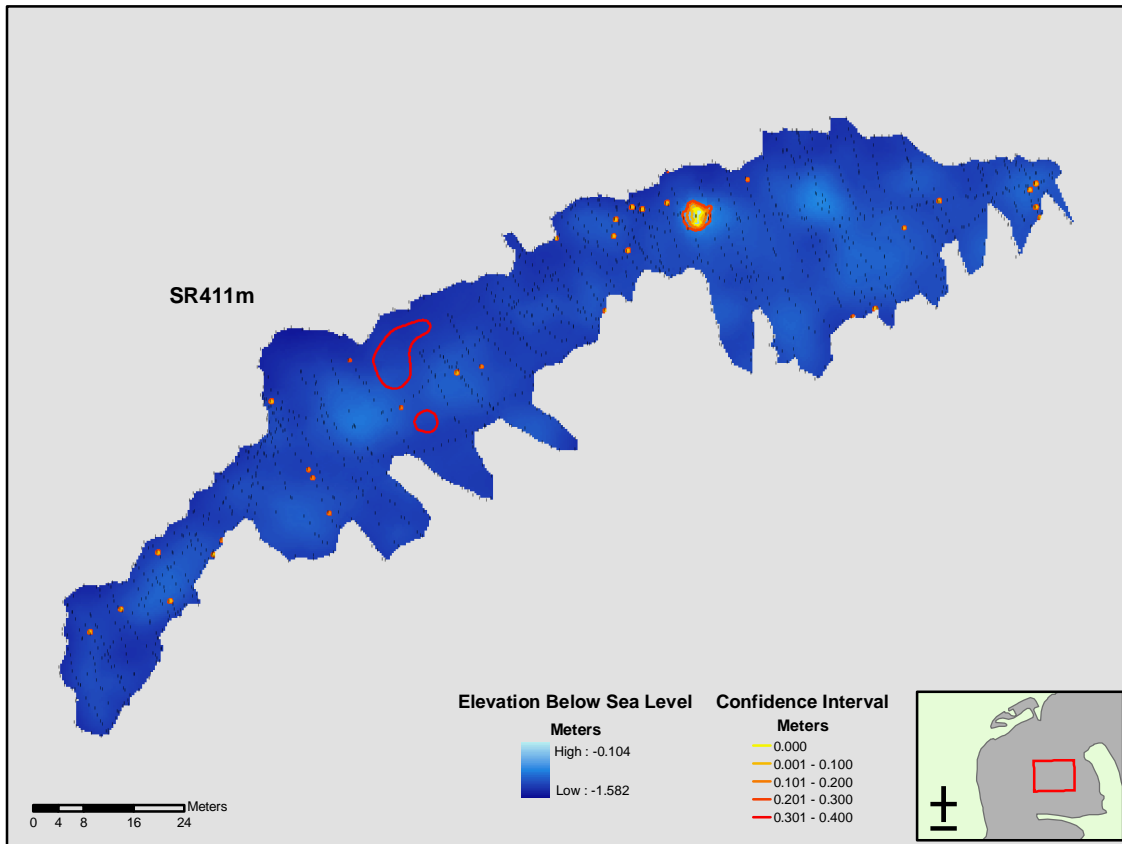 SR411m
Elevation Below Sea Level
Meters
High : -0.104
Low : -1.582
Confidence Interval
Meters
0.000
0.001 - 0.100
0.101 - 0.200
0.201 - 0.300
0.301 - 0.400
Meters
0 4 8 16 24